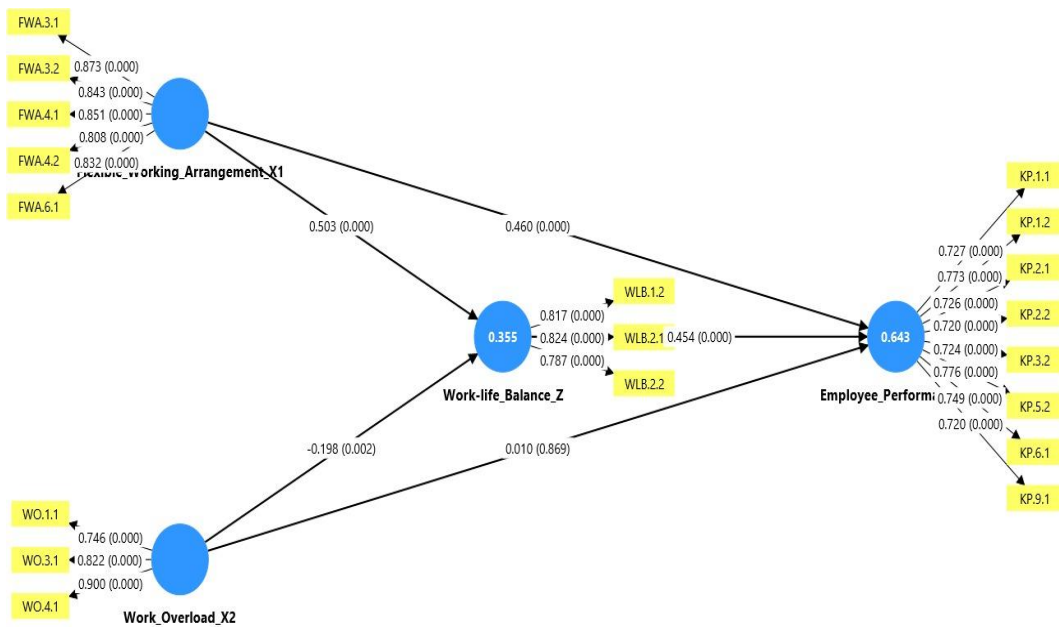 FWA.3.1
FWA.3.2
FWA.4.1
FWA.4.2
FWA.6.1
0.873 (0.000)
0.843 (0.000)
0.851 (0.000)
0.808 (0.000)
0.832 (0.000)
Flexible_Working_Arrangement_X1
0.503 (0.000)
0.460 (0.000)
KP.1.1
KP.1.2
KP.2.1
KP.2.2
KP.3.2
KP.5.2
KP.6.1
KP.9.1
0.727 (0.000)
0.773 (0.000)
0.726 (0.000)
0.720 (0.000)
0.724 (0.000)
0.776 (0.000)
0.749 (0.000)
0.720 (0.000)
0.643
Employee_Performa
WLB.1.2
WLB.2.1
WLB.2.2
0.817 (0.000)
0.824 (0.000)
0.787 (0.000)
0.454 (0.000)
0.355
Work-life_Balance_Z
-0.198 (0.002)
0.010 (0.869)
WO.1.1
WO.3.1
WO.4.1
0.746 (0.000)
0.822 (0.000)
0.900 (0.000)
Work_Overload_X2